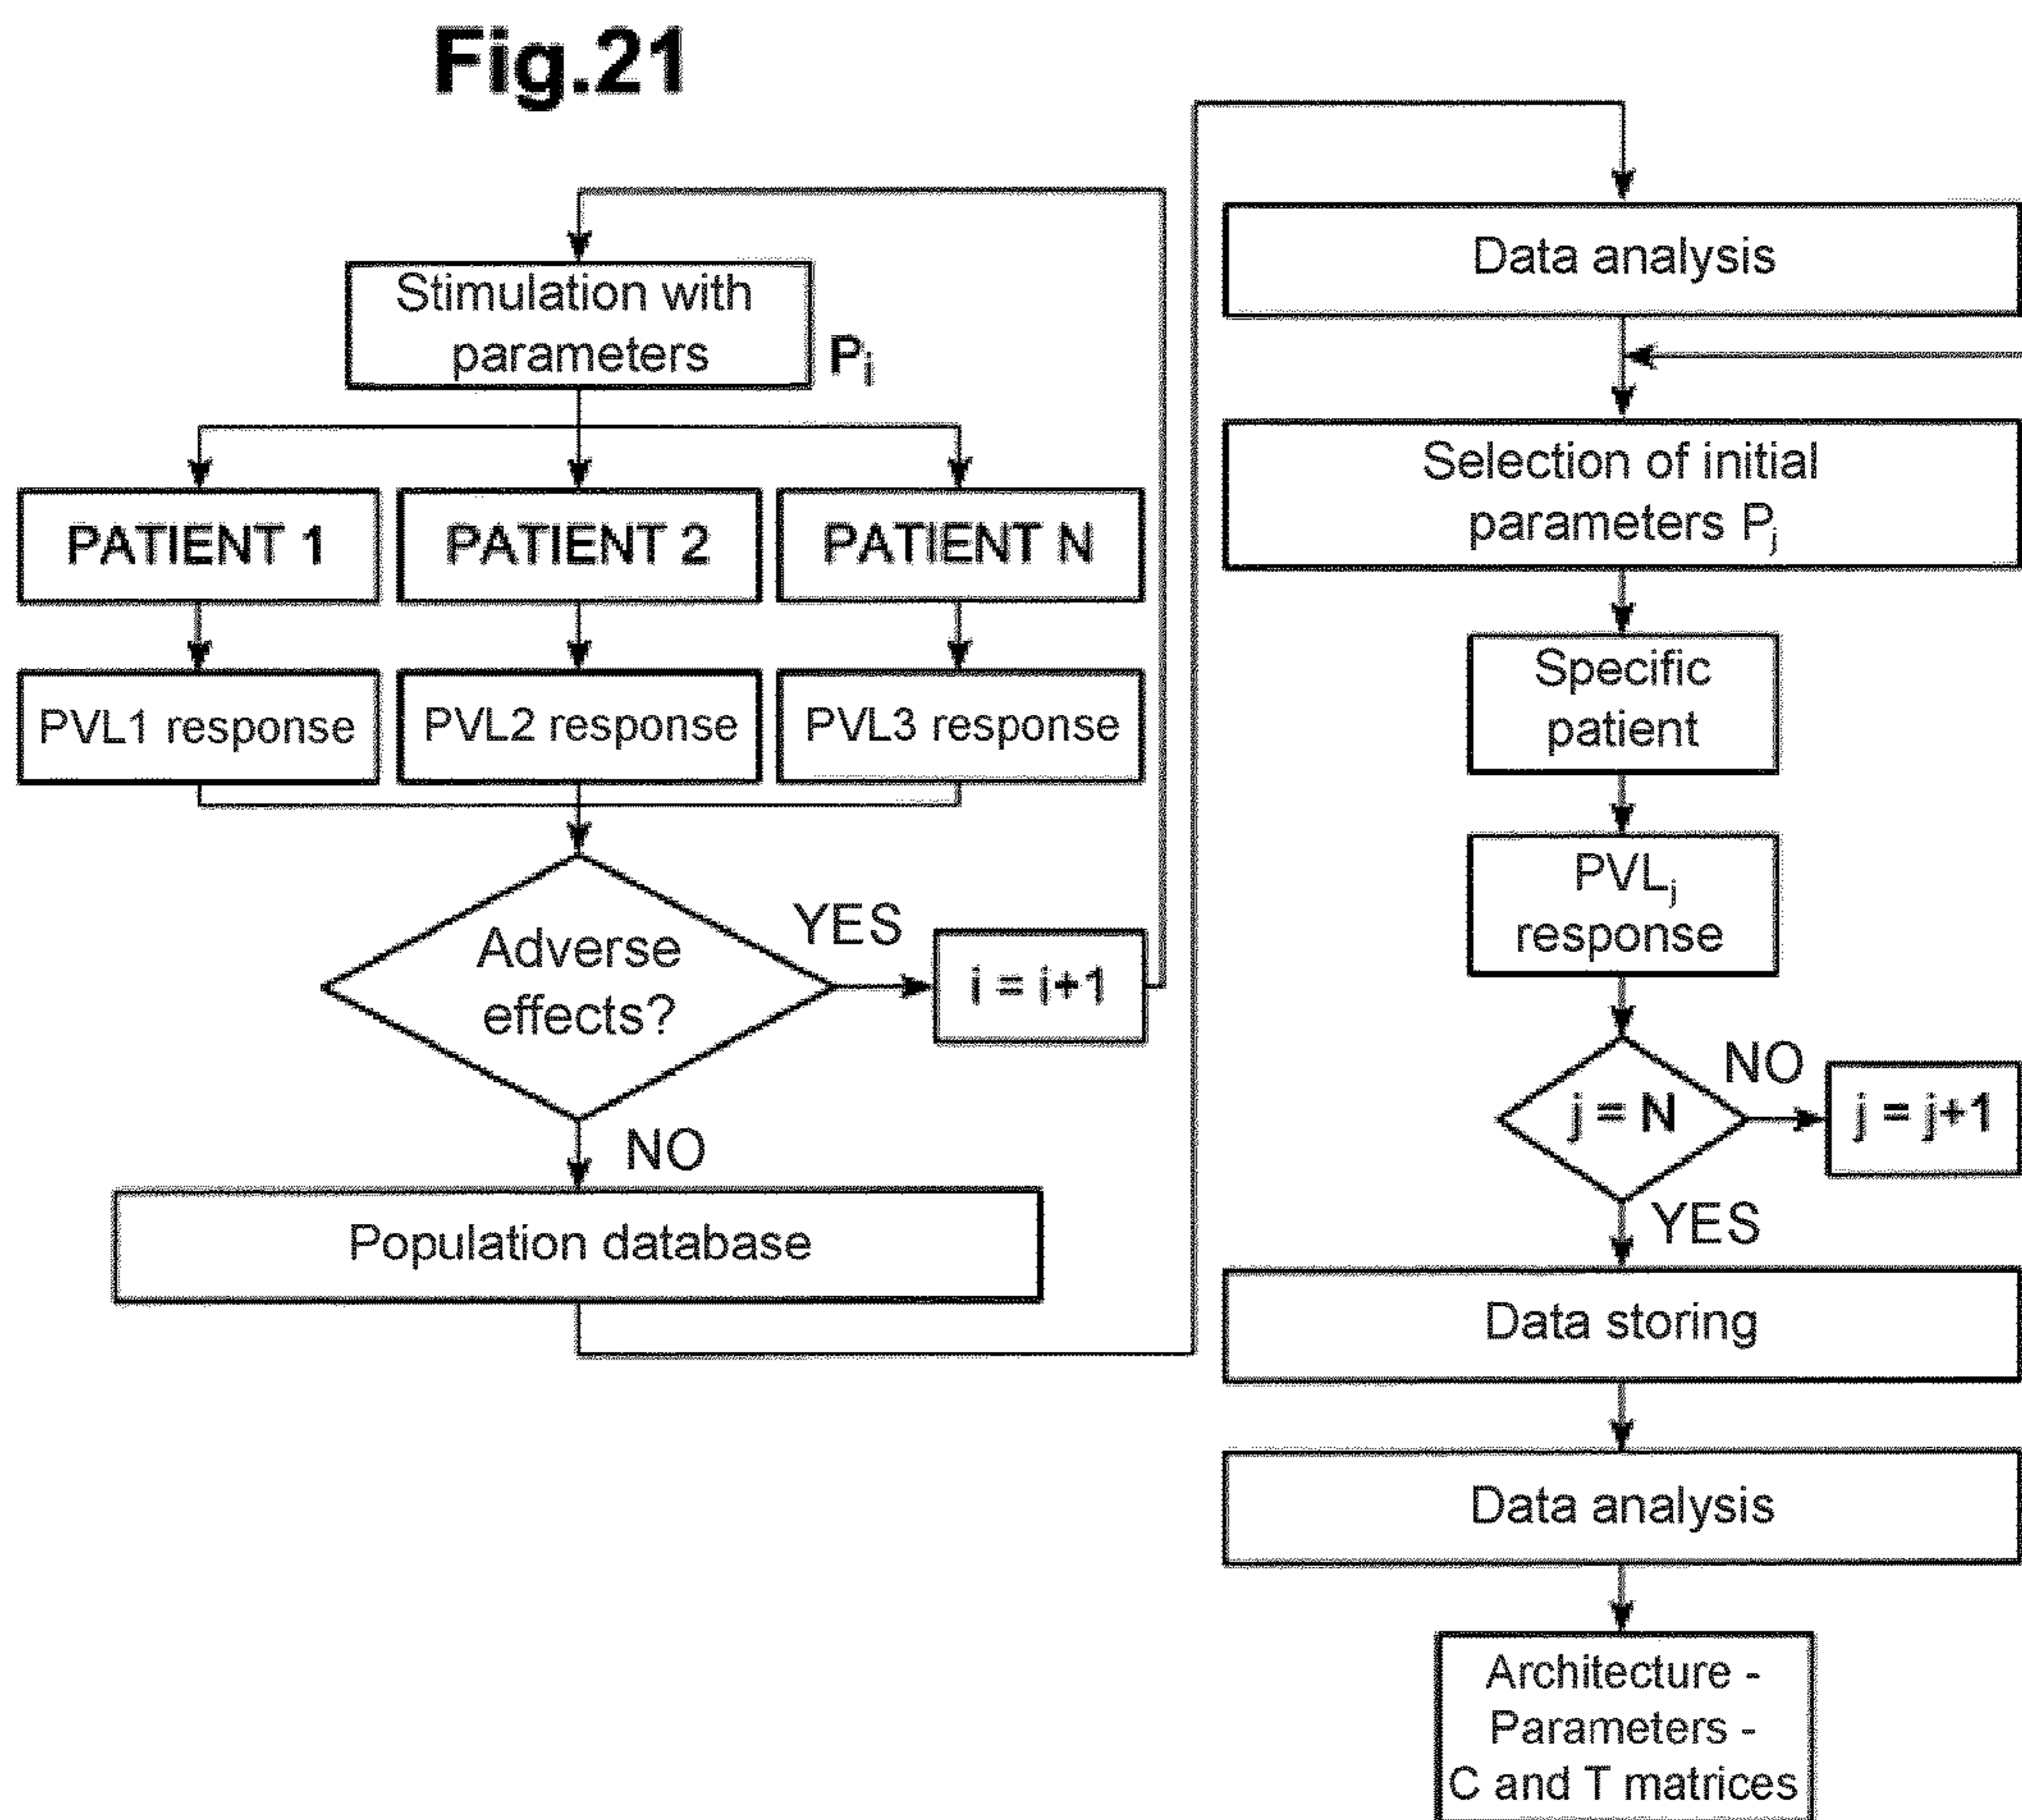 Fig.21
Stimulation with
parameters
Pi
PATIENT 1
PATIENT 2
PATIENT N
PVL1 response
PVL2 response
PVL3 response
Adverse
effects?
YES
i = i+1
NO
Population database
Data analysis
Selection of initial
parameters Pj
Specific
patient
PVLj
response
j = N
NO
j = j+1
YES
Data storing
Data analysis
Architecture -
Parameters -
C and T matrices